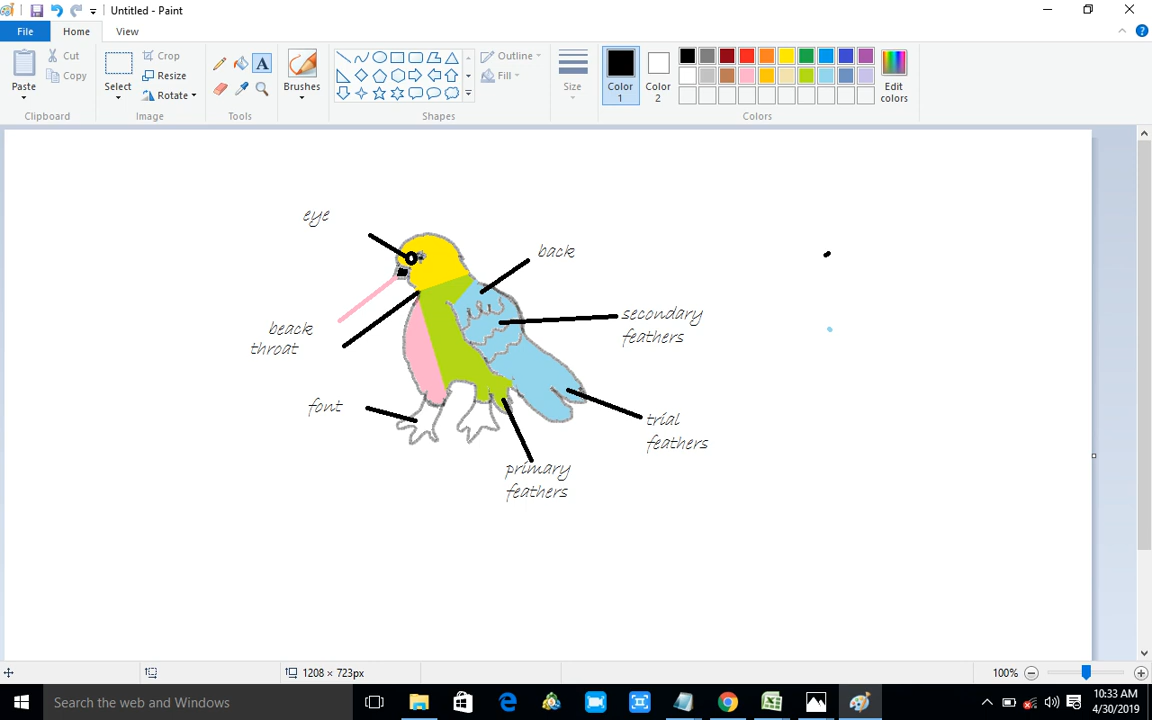 Untitled - Paint
File
Home
View
Paste
Cut
Copy
Clipboard
Select
Crop
Resize
Rotate
Image
A
Tools
Brushes
Outline
Fill
Shapes
Size
Color
1
Color
2
Edit
colors
Colors
eye
back
secondary
feathers
beack
throat
font
trial
feathers
primary
feathers
1208 × 723px
100%
Search the web and Windows
10:33 AM
4/30/2019